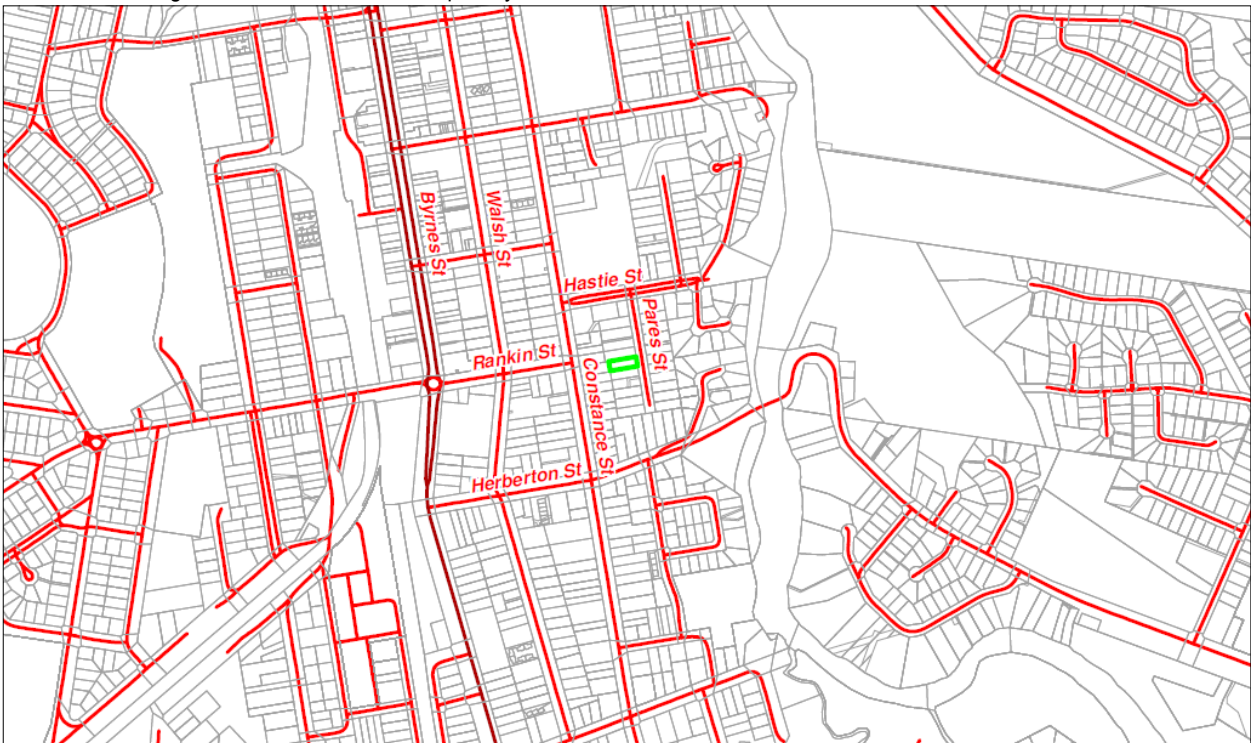 Byrnes St
Walsh St
Hastie St
Pares St
Rankin St
Constance St
Herberton St